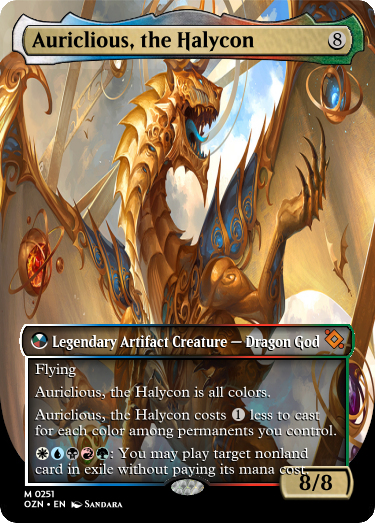 Auriclious, the Halycon 8
Legendary Artifact Creature — Dragon God
Flying
Auriclious, the Halycon is all colors.
Auriclious, the Halycon costs 1 less to cast
for each color among permanents you control.
: You may play target nonland
card in exile without paying its mana cost.
8/8
M 0251
OZN • EN Sandara